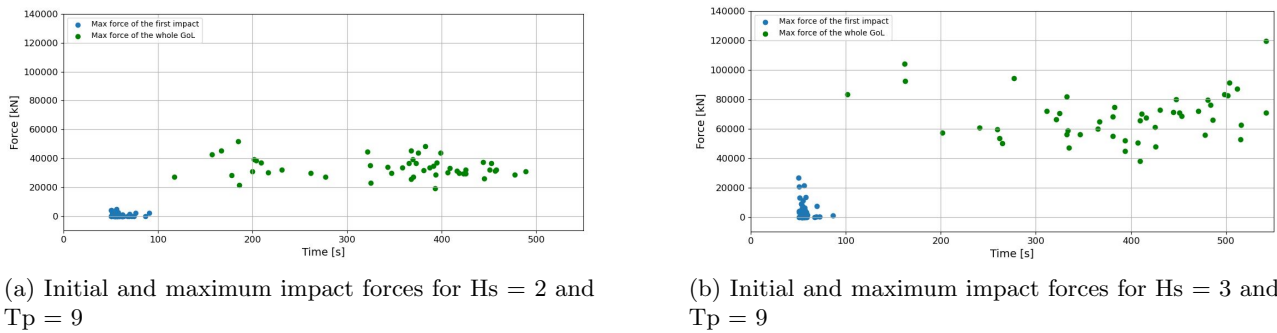 140000
120000
100000
80000
60000
40000
20000
0
Force [kN]
Max force of the first impact
Max force of the whole GoL
0 100 200 300 400 500
Time [s]
(a) Initial and maximum impact forces for Hs = 2 and
Tp = 9
140000
120000
100000
80000
60000
40000
20000
0
Force [kN]
Max force of the first impact
Max force of the whole GoL
0 100 200 300 400 500
Time [s]
(b) Initial and maximum impact forces for Hs = 3 and
Tp = 9